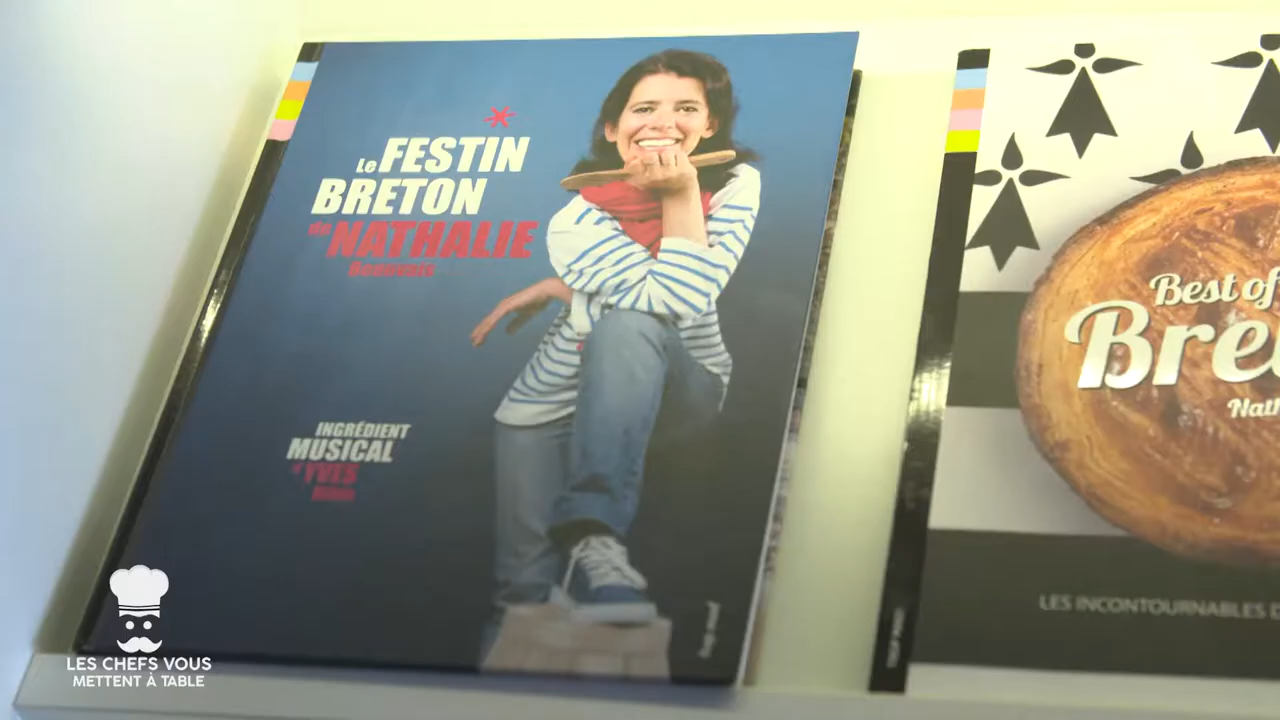 Le FESTIN
BRETON
de NATHALIE
Beauvais
INGRÉDIENT
MUSICAL
d'YVES
Best of
Bre
Nath
LES INCONTOURNABLES D
LES CHEFS VOUS
METTENT À TABLE